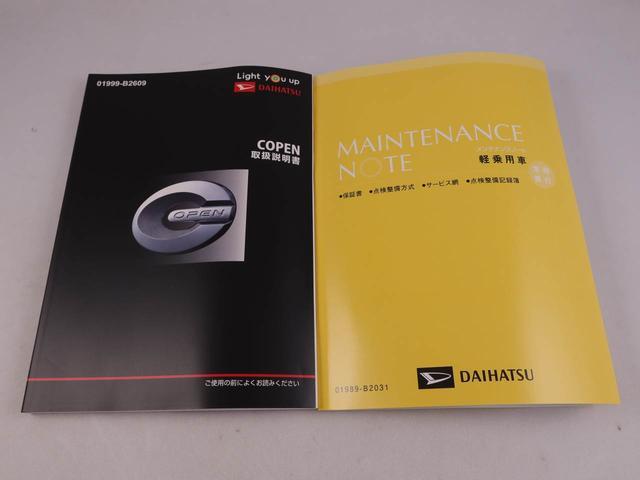 01999-B2609
Light you up
DAIHATSU
COPEN
取扱説明書
COPEN
ご使用の前によくお読みください
MAINTENANCE
NOTE
メンテナンスノート
軽乗用車
●保証書 ●点検整備方式 ●サービス網 ●点検整備記録簿
01989-B2031
DAIHATSU